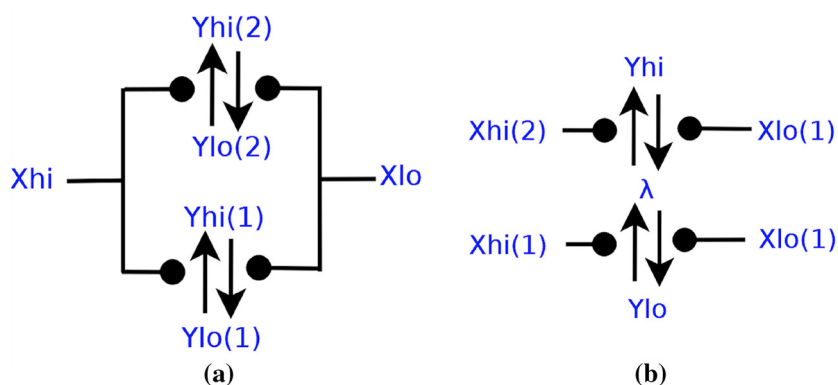 Yhi(2)
Ylo(2)
Xhi
Xlo
Yhi(1)
Ylo(1)
(a)
Yhi
Xhi(2)
Xlo(1)
λ
Xhi(1)
Xlo(1)
Ylo
(b)